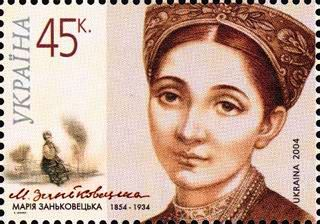 45к.
УКРАЇНА
М. Заньковецька
МАРІЯ ЗАНЬКОВЕЦЬКА 1854 - 1934
UKRAINA 2004